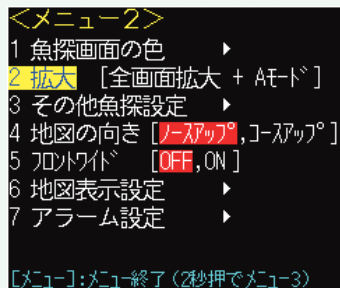 <メニュー2>
1 魚探画面の色 ▶
2 拡大 [全画面拡大 + Aモード]
3 その他魚探設定 ▶
4 地図の向き [ノースアップ,コースアップ]
5 フロントワイド [OFF,ON]
6 地図表示設定 ▶
7 アラーム設定 ▶
[メニュー]:メニュー終了(2秒押でメニュー3)